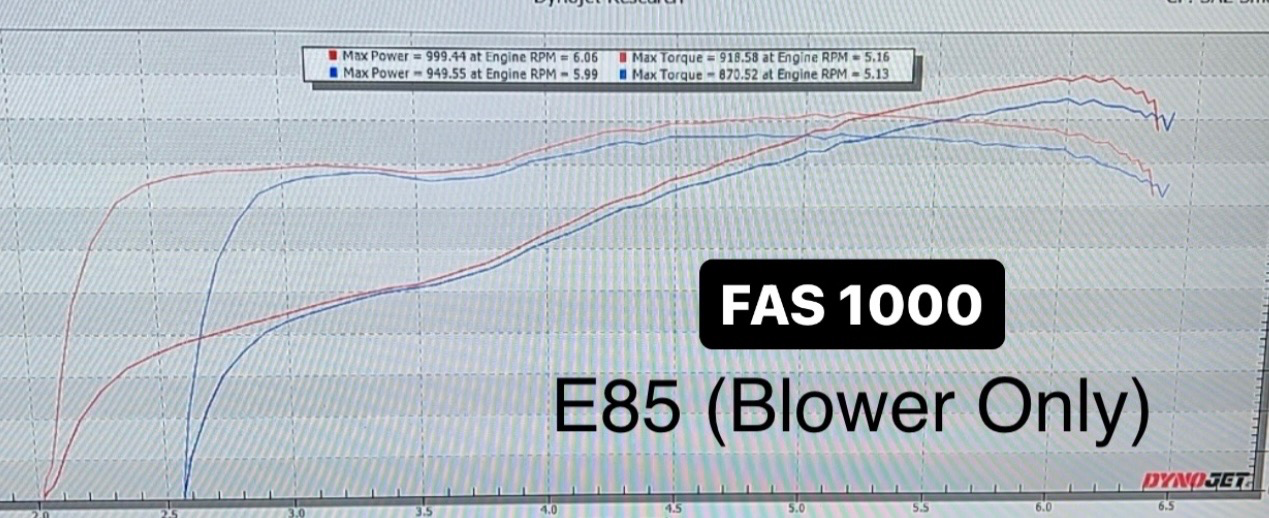 Dynojet Research
Max Power = 999.44 at Engine RPM = 6.06 Max Torque = 918.58 at Engine RPM = 5.16
Max Power = 949.55 at Engine RPM = 5.99 Max Torque = 870.52 at Engine RPM = 5.13
FAS 1000
E85 (Blower Only)
DYNOJET
2.0 2.5 3.0 3.5 4.0 4.5 5.0 5.5 6.0 6.5